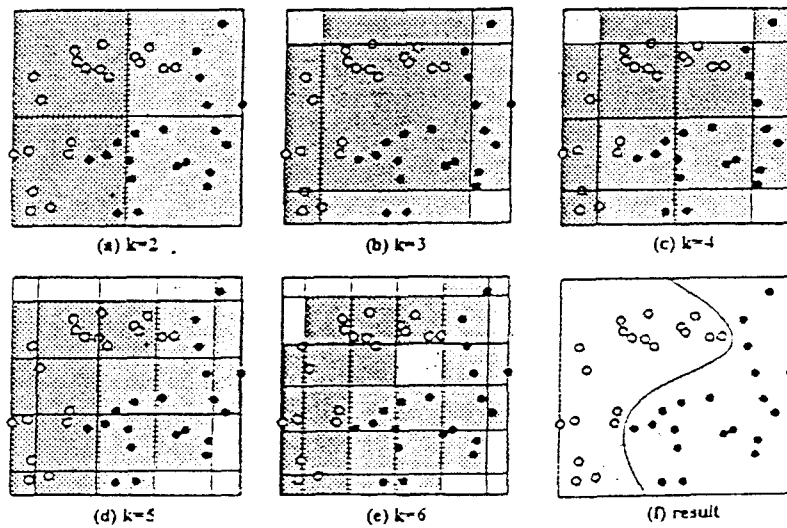 (a) k=2
(b) k=3
(c) k=4
(d) k=5
(e) k=6
(f) result